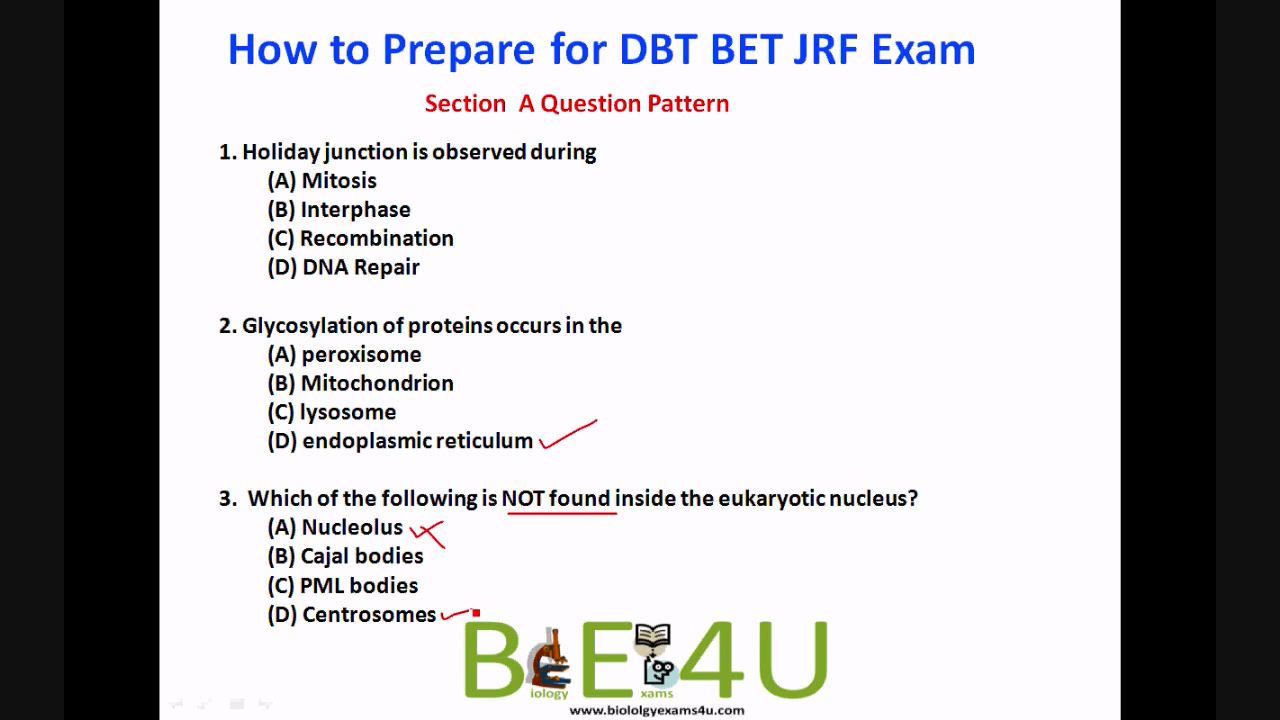 How to Prepare for DBT BET JRF Exam
Section A Question Pattern
1. Holiday junction is observed during
(A) Mitosis
(B) Interphase
(C) Recombination
(D) DNA Repair
2. Glycosylation of proteins occurs in the
(A) peroxisome
(B) Mitochondrion
(C) lysosome
(D) endoplasmic reticulum
3. Which of the following is NOT found inside the eukaryotic nucleus?
(A) Nucleolus
(B) Cajal bodies
(C) PML bodies
(D) Centrosomes
B E 4 U
iology xams
www.biololgyexams4u.com